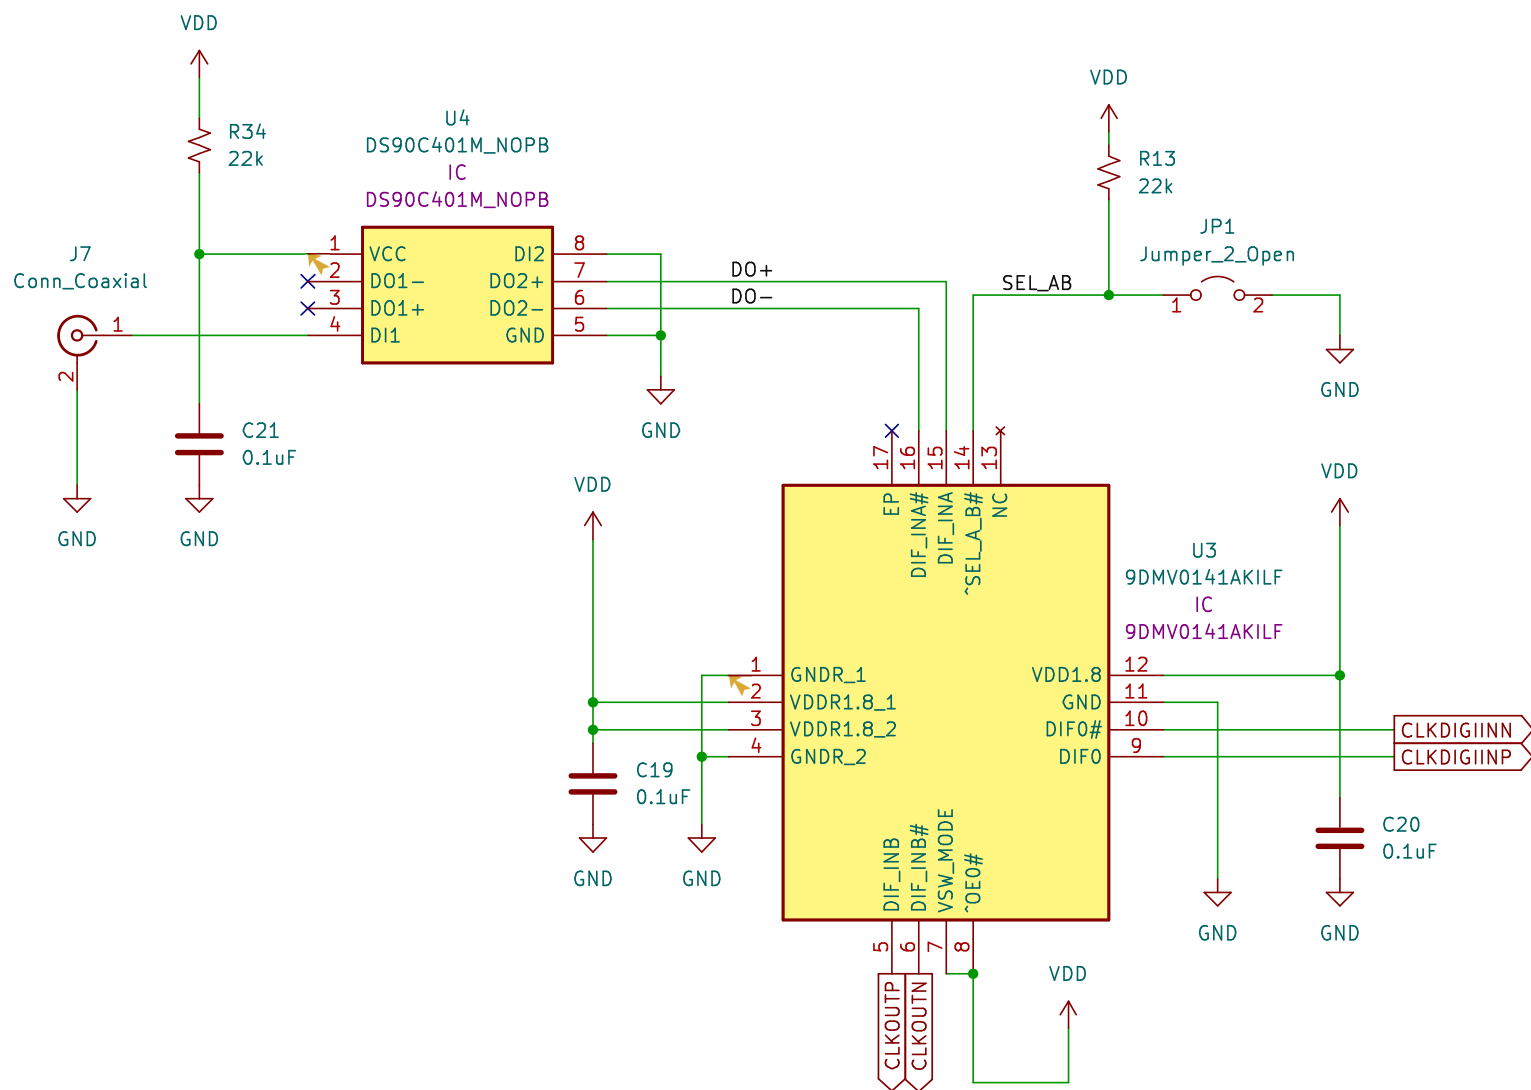 VDD
R34
22k
U4
DS90C401M_NOPB
IC
DS90C401M_NOPB
VDD
R13
22k
JP1
Jumper_2_Open
1
2
GND
SEL_AB
J7
Conn_Coaxial
1
2
GND
1 VCC
2 DO1-
3 DO1+
4 DI1
DI2 8
DO2+ 7
DO2- 6
GND 5
DO+
DO-
GND
C21
0.1uF
GND
VDD
17 16 15 14 13
EP
DIF_INA#
DIF_INA
^SEL_A_B#
NC
U3
9DMV0141AKILF
IC
9DMV0141AKILF
VDD
1 GNDR_1
2 VDDR1.8_1
3 VDDR1.8_2
4 GNDR_2
VDD1.8 12
GND 11
DIF0# 10
DIF0 9
CLKDIGIINN
CLKDIGIINP
C19
0.1uF
GND
GND
DIF_INB
DIF_INB#
VSW_MODE
^OE0#
5 6 7 8
C20
0.1uF
GND
GND
CLKOUTP
CLKOUTN
VDD